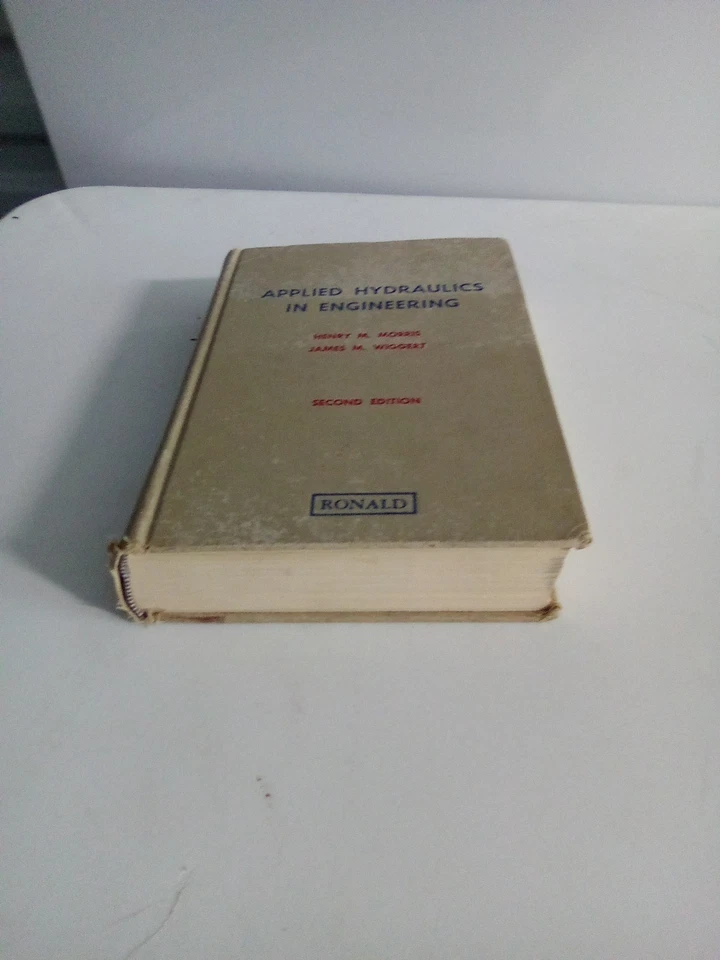 APPLIED HYDRAULICS
IN ENGINEERING
HENRY M. MORRIS
JAMES M. WIGGERT
SECOND EDITION
RONALD